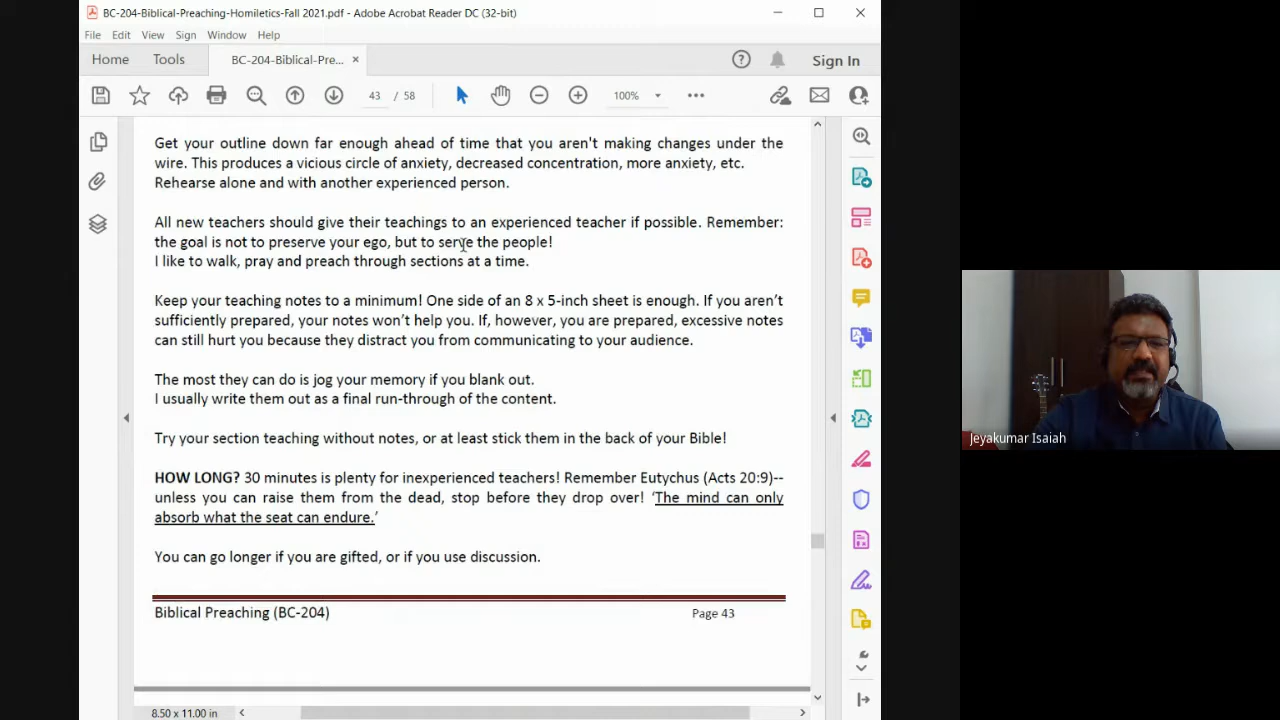 BC-204-Biblical-Preaching-Homiletics-Fall 2021.pdf - Adobe Acrobat Reader DC (32-bit)
File Edit View Sign Window Help
Home Tools BC-204-Biblical-Pre... × Sign In
43 / 58 100%
Get your outline down far enough ahead of time that you aren't making changes under the
wire. This produces a vicious circle of anxiety, decreased concentration, more anxiety, etc.
Rehearse alone and with another experienced person.
All new teachers should give their teachings to an experienced teacher if possible. Remember:
the goal is not to preserve your ego, but to serve the people!
I like to walk, pray and preach through sections at a time.
Keep your teaching notes to a minimum! One side of an 8 x 5-inch sheet is enough. If you aren’t
sufficiently prepared, your notes won’t help you. If, however, you are prepared, excessive notes
can still hurt you because they distract you from communicating to your audience.
The most they can do is jog your memory if you blank out.
I usually write them out as a final run-through of the content.
Try your section teaching without notes, or at least stick them in the back of your Bible!
HOW LONG? 30 minutes is plenty for inexperienced teachers! Remember Eutychus (Acts 20:9)--
unless you can raise them from the dead, stop before they drop over! ‘The mind can only
absorb what the seat can endure.’
You can go longer if you are gifted, or if you use discussion.
Biblical Preaching (BC-204) Page 43
8.50 x 11.00 in
Jeyakumar Isaiah